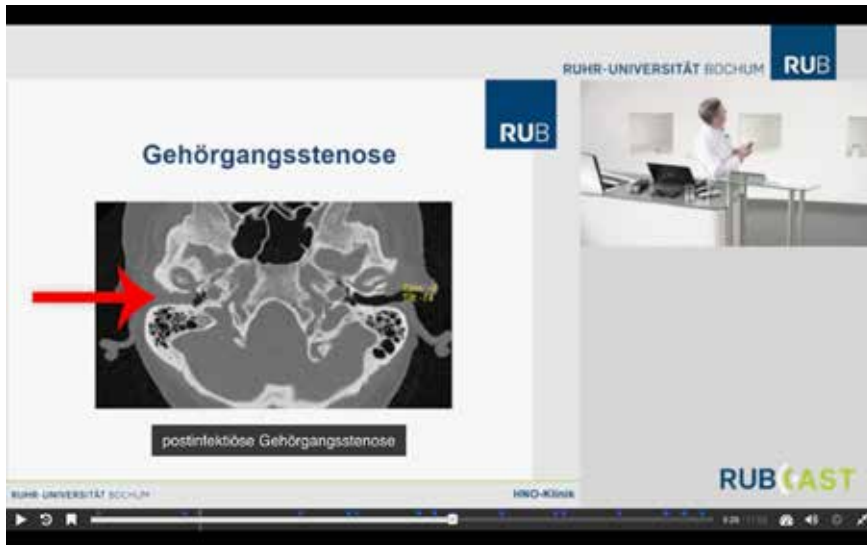 RUHR-UNIVERSITÄT BOCHUM RUB
RUB
Gehörgangsstenose
postinfektiöse Gehörgangsstenose
RUHR-UNIVERSITÄT BOCHUM
HNO-Klinik
RUBCAST